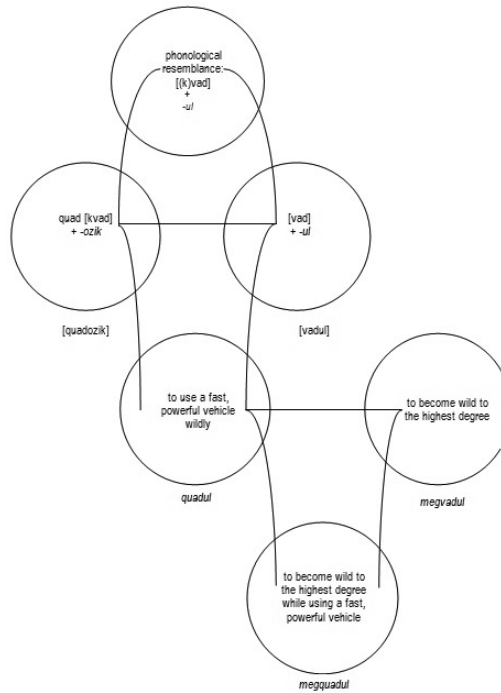 phonological
resemblance:
[(k)vad]
+
-ul
quad [kvad]
+ -ozik
[vad]
+ -ul
[quadozik]
[vadul]
to use a fast,
powerful vehicle
wildly
to become wild to
the highest degree
quadul
megvadul
to become wild to
the highest degree
while using a fast,
powerful vehicle
megquadul